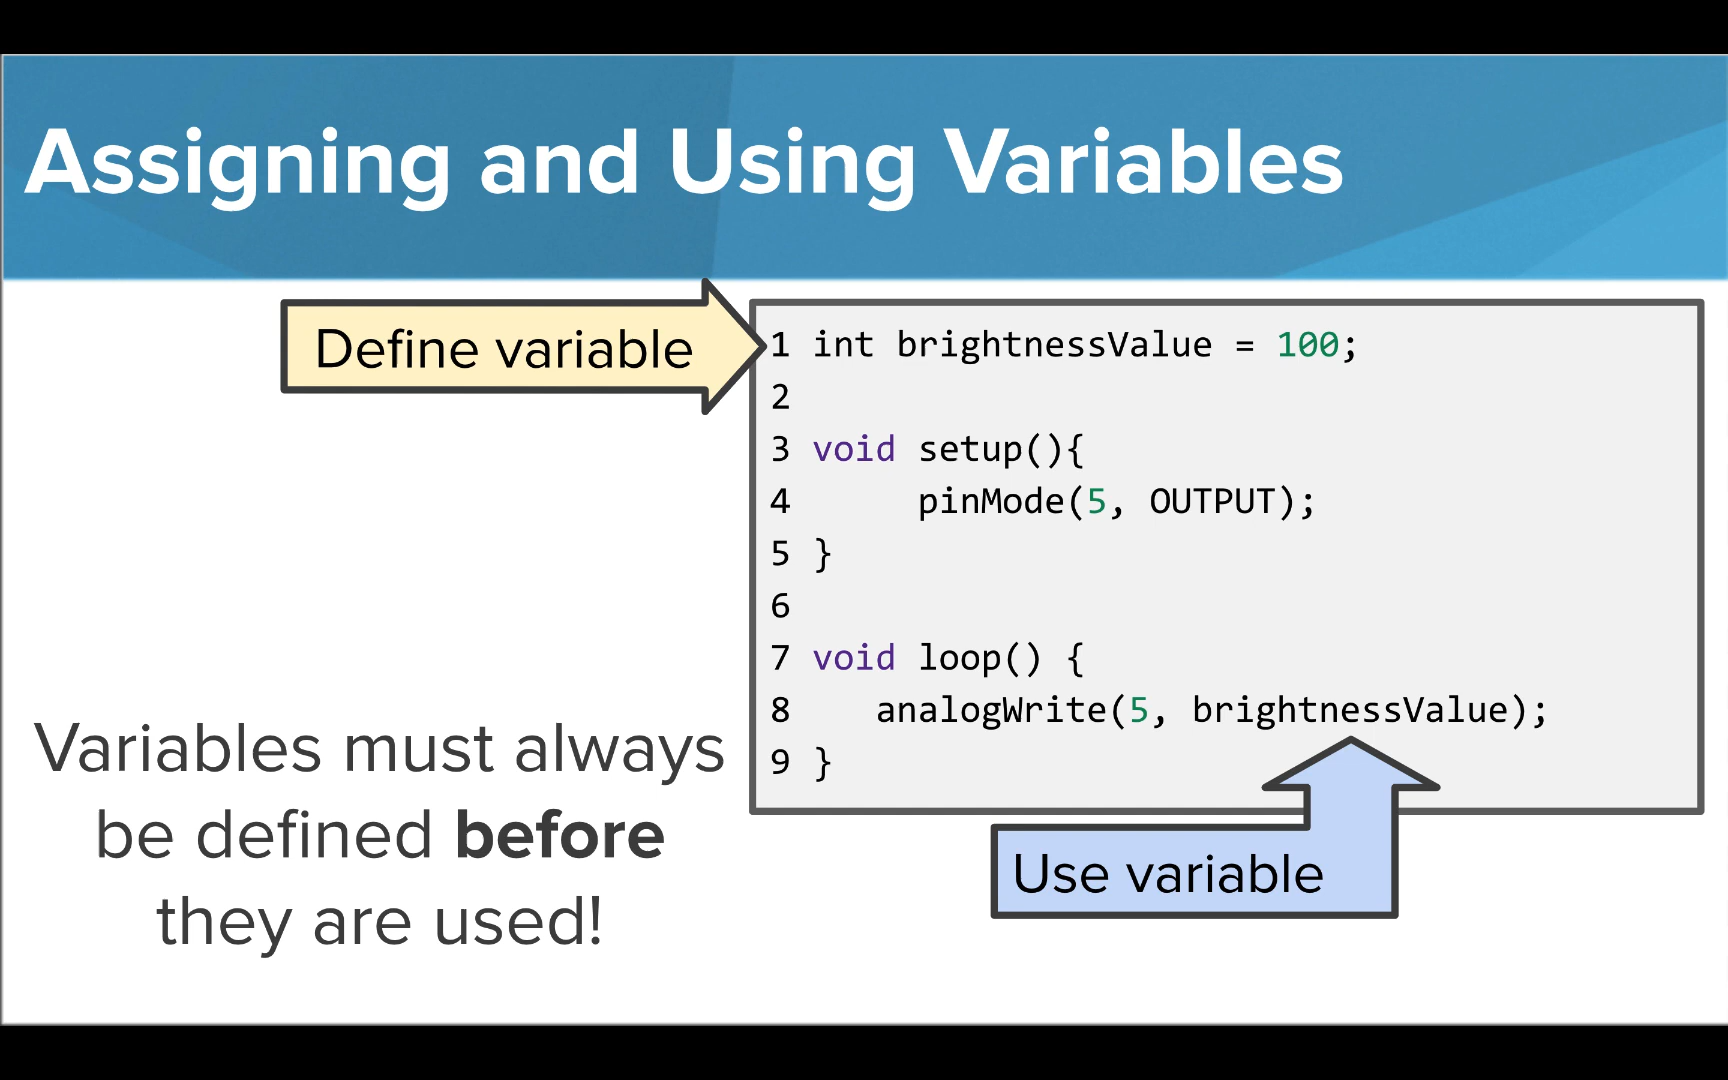 Assigning and Using Variables
Define variable
1 int brightnessValue = 100;
2
3 void setup(){
4 pinMode(5, OUTPUT);
5 }
6
7 void loop() {
8 analogWrite(5, brightnessValue);
9 }
Use variable
Variables must always
be defined before
they are used!